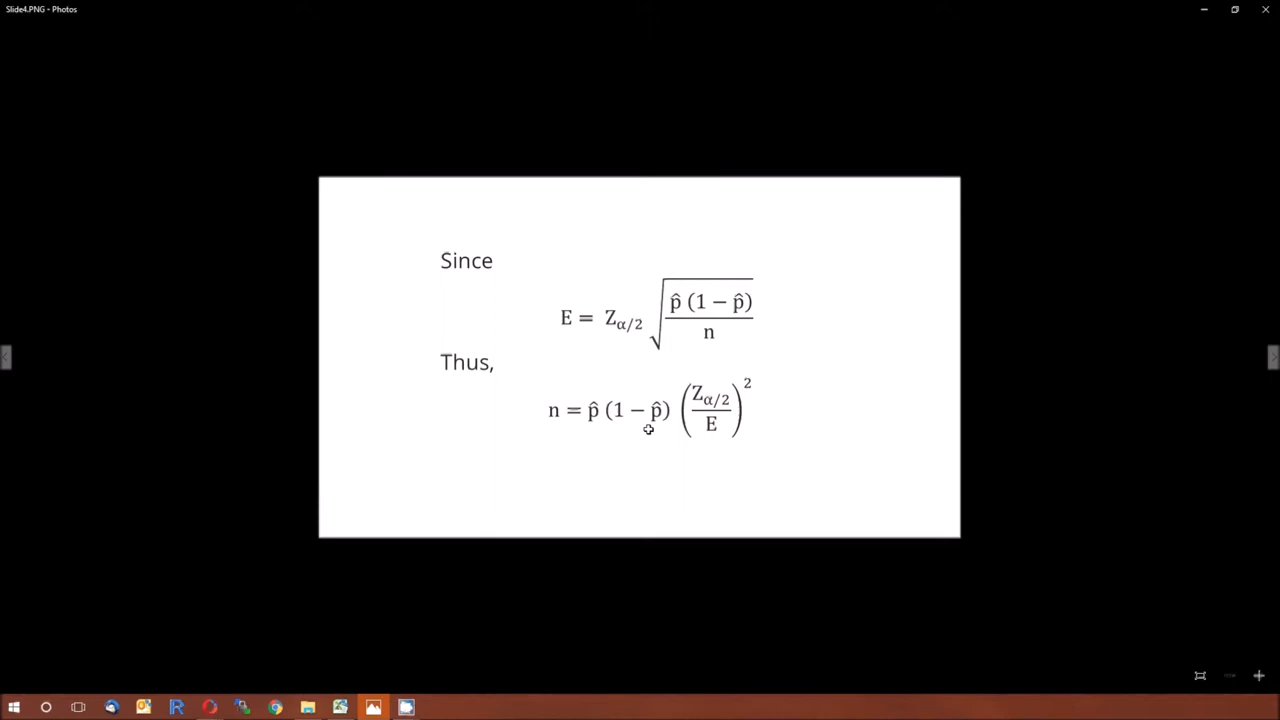 Slide4.PNG - Photos
Since
E = Z_{α/2} √(p̂ (1 − p̂) / n)
Thus,
n = p̂ (1 − p̂) (Z_{α/2} / E)²